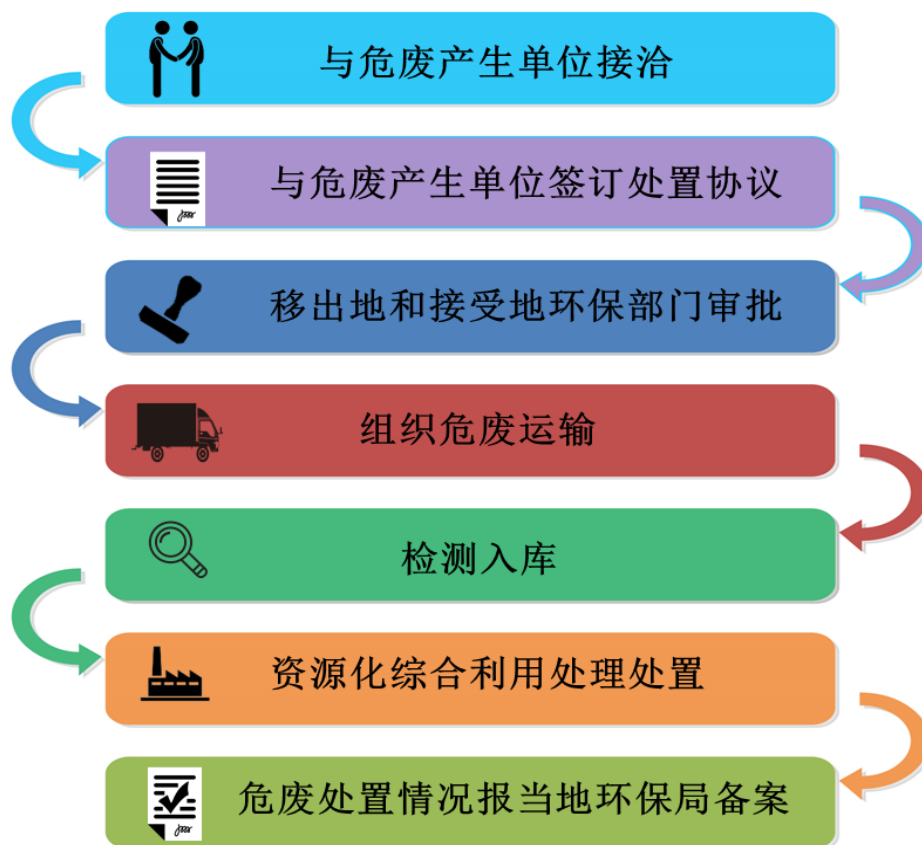 与危废产生单位接洽
与危废产生单位签订处置协议
移出地和接受地环保部门审批
组织危废运输
检测入库
资源化综合利用处理处置
危废处置情况报当地环保局备案